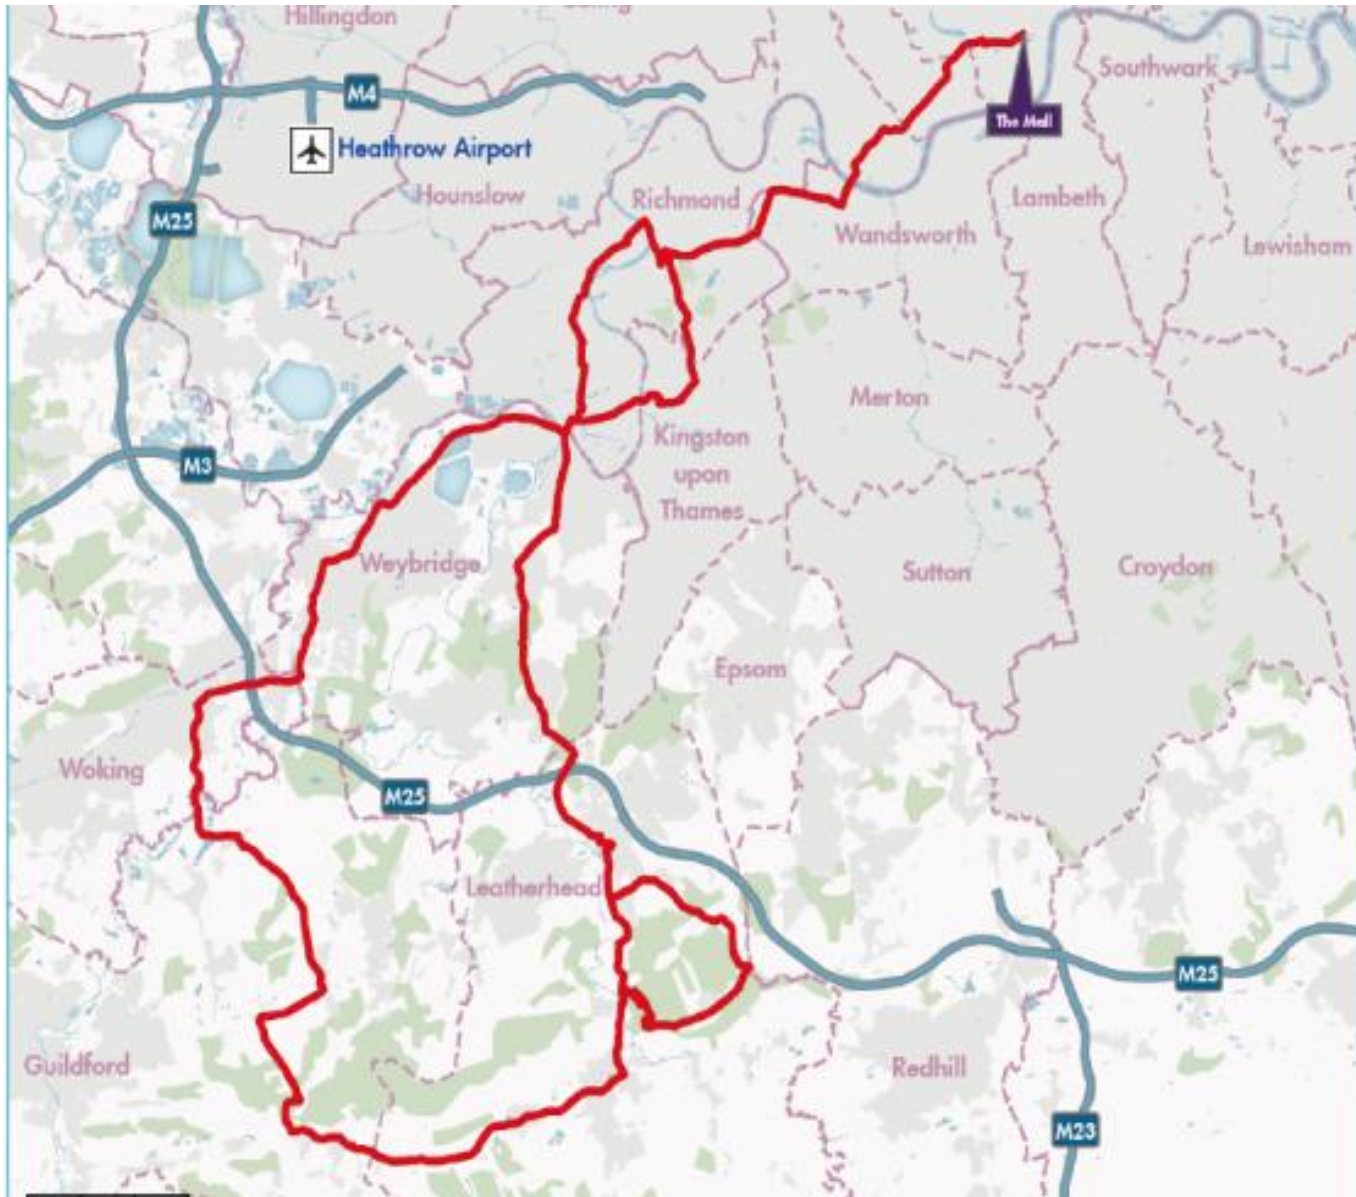 Hillingdon
Southwark
M4
The Mall
Heathrow Airport
Hounslow
Richmond
Lambeth
M25
Wandsworth
Lewisham
Merton
Kingston
upon
Thames
M3
Weybridge
Sutton
Croydon
Epsom
Woking
M25
Leatherhead
M25
Guildford
Redhill
M23